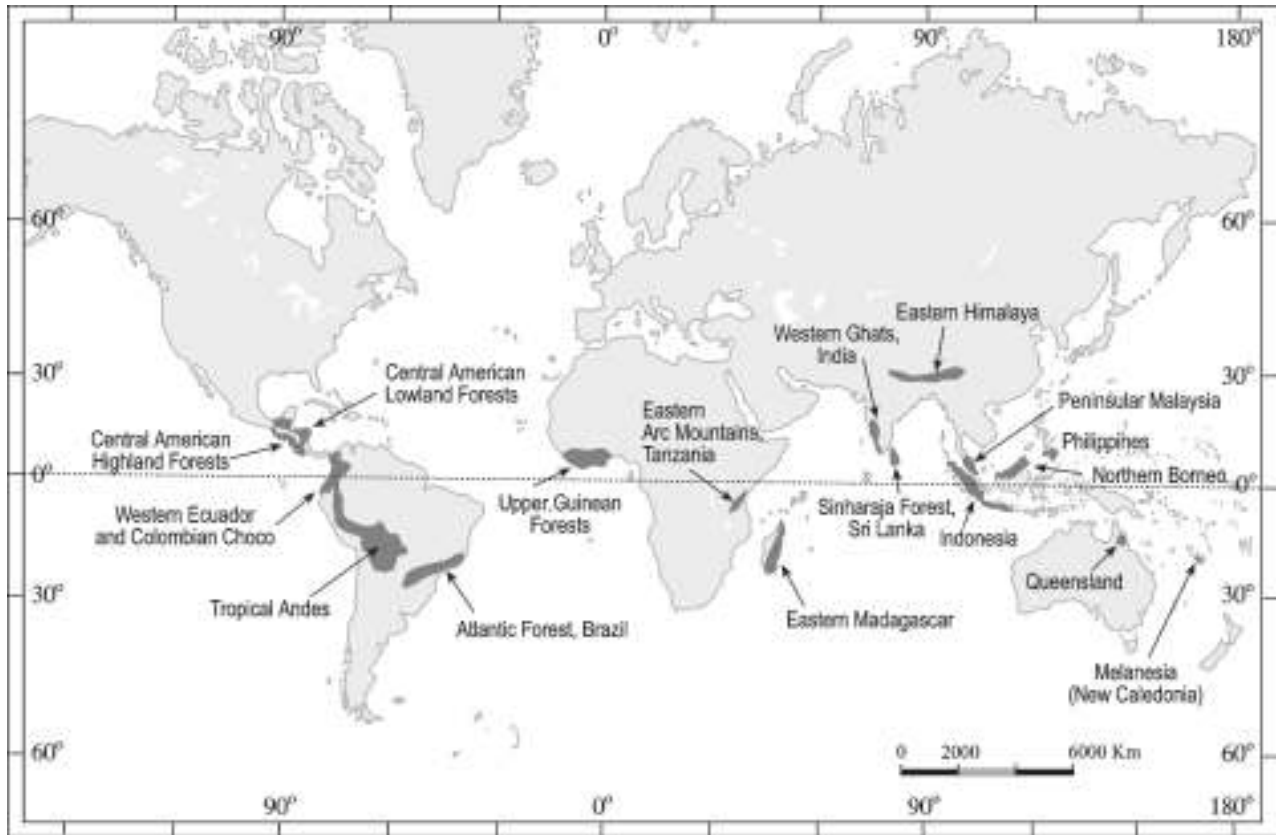 90°
0°
90°
180°
60°
60°
Eastern Himalaya
Western Ghats,
India
30°
30°
Central American
Lowland Forests
Eastern
Arc Mountains,
Tanzania
Peninsular Malaysia
Central American
Highland Forests
Philippines
Northern Borneo
0°
0°
Upper Guinean
Forests
Sinharaja Forest,
Sri Lanka
Western Ecuador
and Colombian Choco
Indonesia
Queensland
30°
30°
Tropical Andes
Atlantic Forest, Brazil
Eastern Madagascar
Melanesia
(New Caledonia)
60°
60°
0 2000 6000 Km
90°
0°
90°
180°